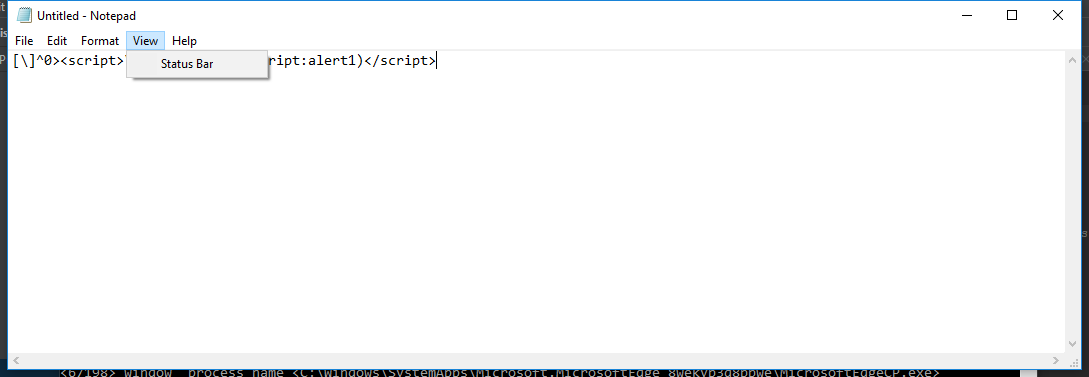 Untitled - Notepad
File Edit Format View Help
[\]^0><script> ript:alert1)</script>
Status Bar
<6/198> window process name <C:\Windows\SystemApps\Microsoft.MicrosoftEdge_8wekyb3d8bbwe\MicrosoftEdgeCP.exe>